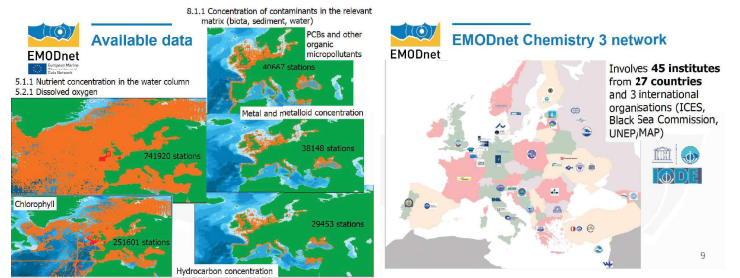 8.1.1 Concentration of contaminants in the relevant
matrix (biota, sediment, water)
EMODnet
European Marine
Available data
5.1.1 Nutrient concentration in the water column
5.2.1 Dissolved oxygen
PCBs and other
organic
micropollutants
40667 stations
Metal and metalloid concentration
38148 stations
741920 stations
Chlorophyll
251601 stations
29453 stations
Hydrocarbon concentration
EMODnet
EMODnet Chemistry 3 network
Involves 45 institutes
from 27 countries
and 3 international
organisations (ICES,
Black Sea Commission,
UNEP/MAP)
IODE
9